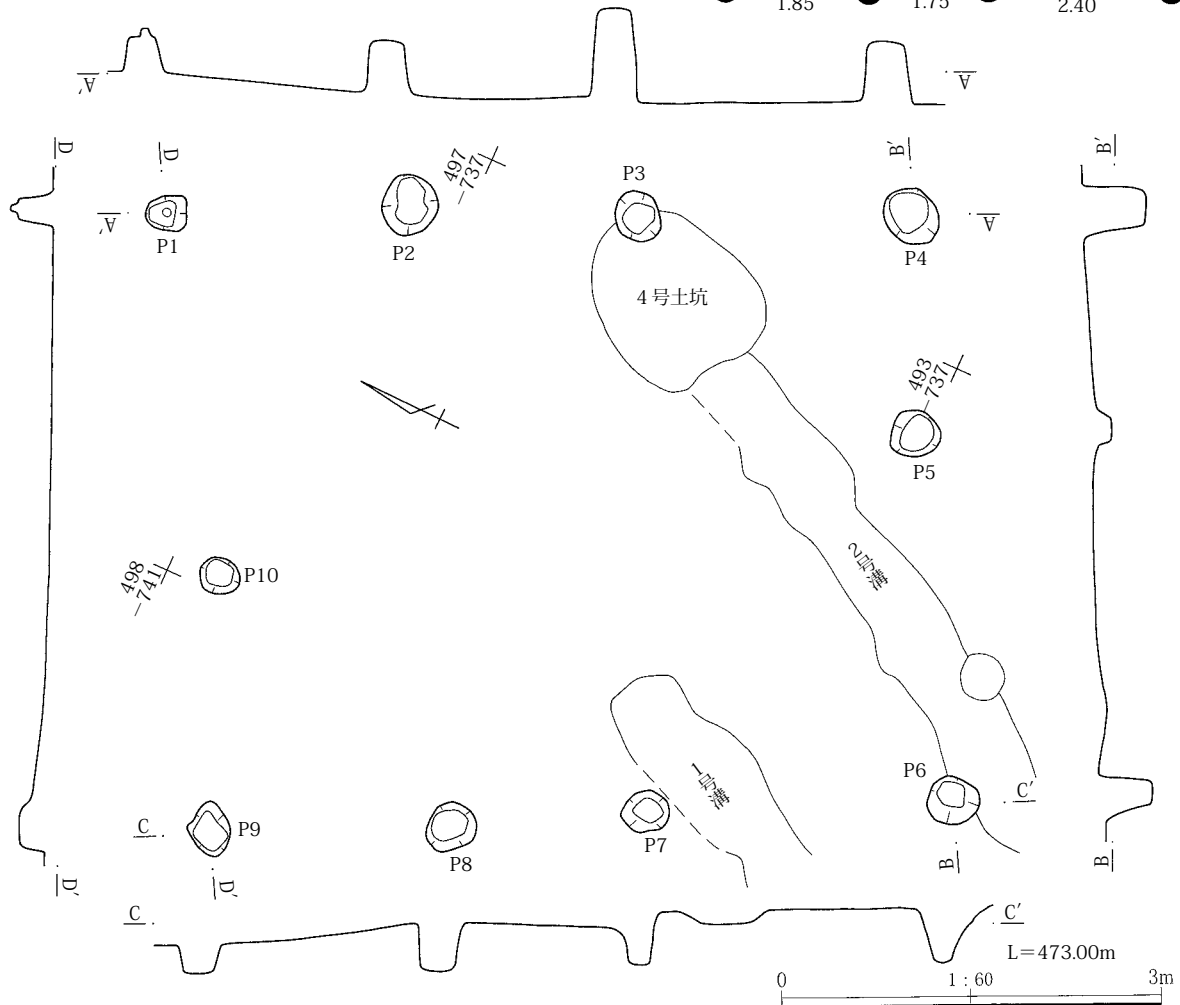 1.85 1.75 2.40
A′ A
D D B′ B′
497
−737
P3
A′ A
P1 P2 P4
4号土坑
493
−737
P5
498
−741
P10
2号溝
P6
1号溝
C′
C P9 P8 P7
B B
D′ D′
C C′
L=473.00m
0 1:60 3m